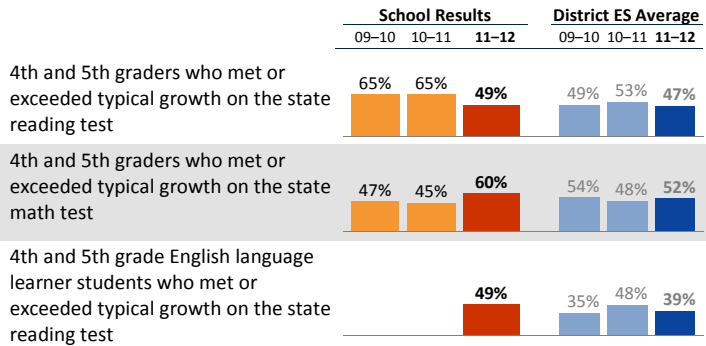 School Results District ES Average
09–10 10–11 11–12 09–10 10–11 11–12
4th and 5th graders who met or
exceeded typical growth on the state
reading test
65% 65% 49% 49% 53% 47%
4th and 5th graders who met or
exceeded typical growth on the state
math test
47% 45% 60% 54% 48% 52%
4th and 5th grade English language
learner students who met or
exceeded typical growth on the state
reading test
49% 35% 48% 39%